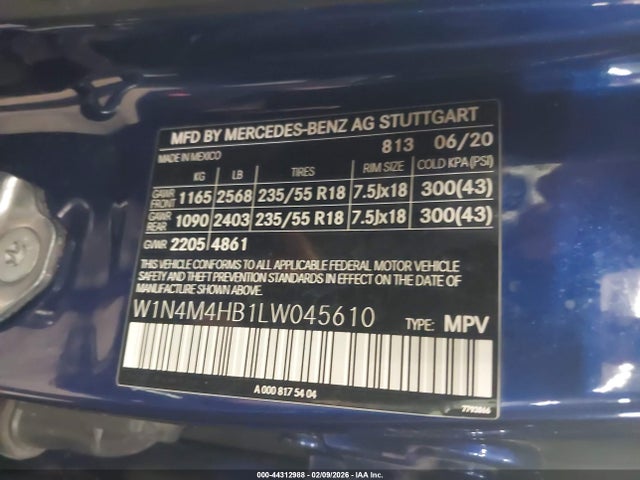 MFD BY MERCEDES-BENZ AG STUTTGART
MADE IN MEXICO 813 06/20
KG LB TIRES RIM SIZE COLD KPA(PSI)
GAWR FRONT 1165 2568 235/55 R18 7.5Jx18 300(43)
GAWR REAR 1090 2403 235/55 R18 7.5Jx18 300(43)
GVWR 2205 4861
THIS VEHICLE CONFORMS TO ALL APPLICABLE FEDERAL MOTOR VEHICLE
SAFETY AND THEFT PREVENTION STANDARDS IN EFFECT ON THE DATE
OF MANUFACTURE SHOWN ABOVE.
W1N4M4HB1LW045610 TYPE: MPV
A 000 817 54 04
000-44312988 - 02/09/2026 - IAA Inc.